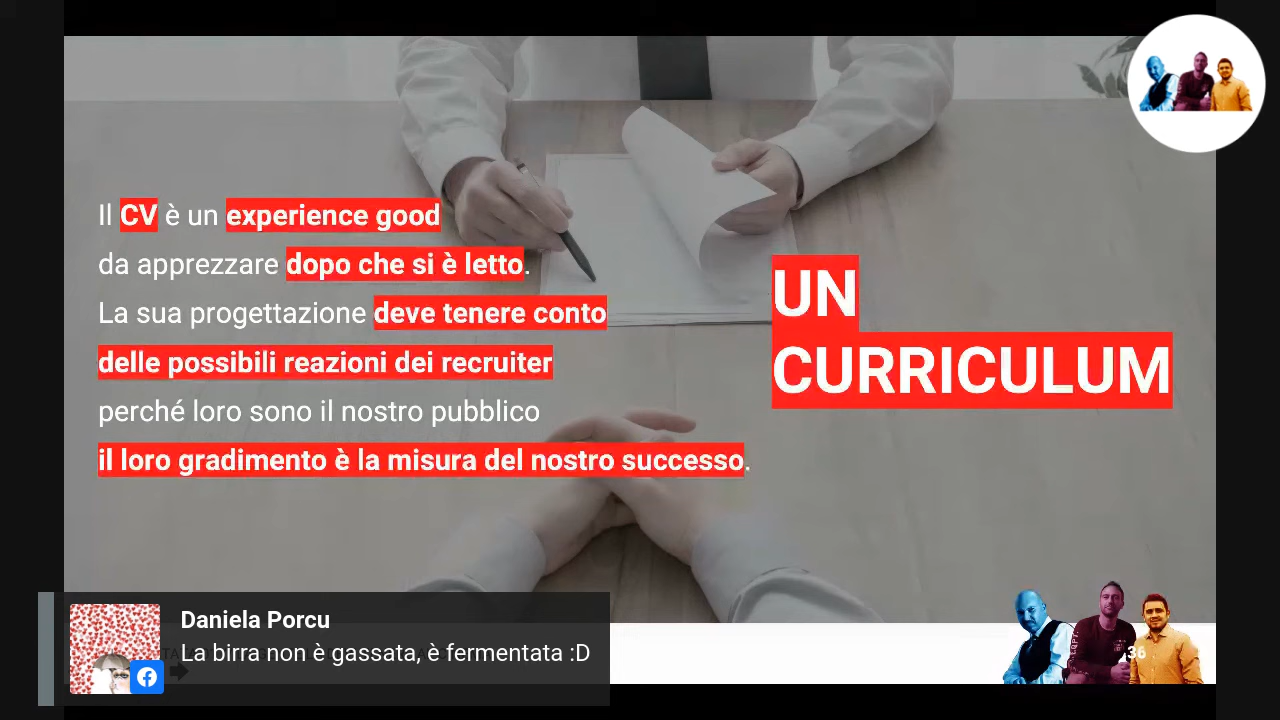 Il CV è un experience good
da apprezzare dopo che si è letto.
La sua progettazione deve tenere conto
delle possibili reazioni dei recruiter
perché loro sono il nostro pubblico
il loro gradimento è la misura del nostro successo.
UN
CURRICULUM
Daniela Porcu
La birra non è gassata, è fermentata :D
36